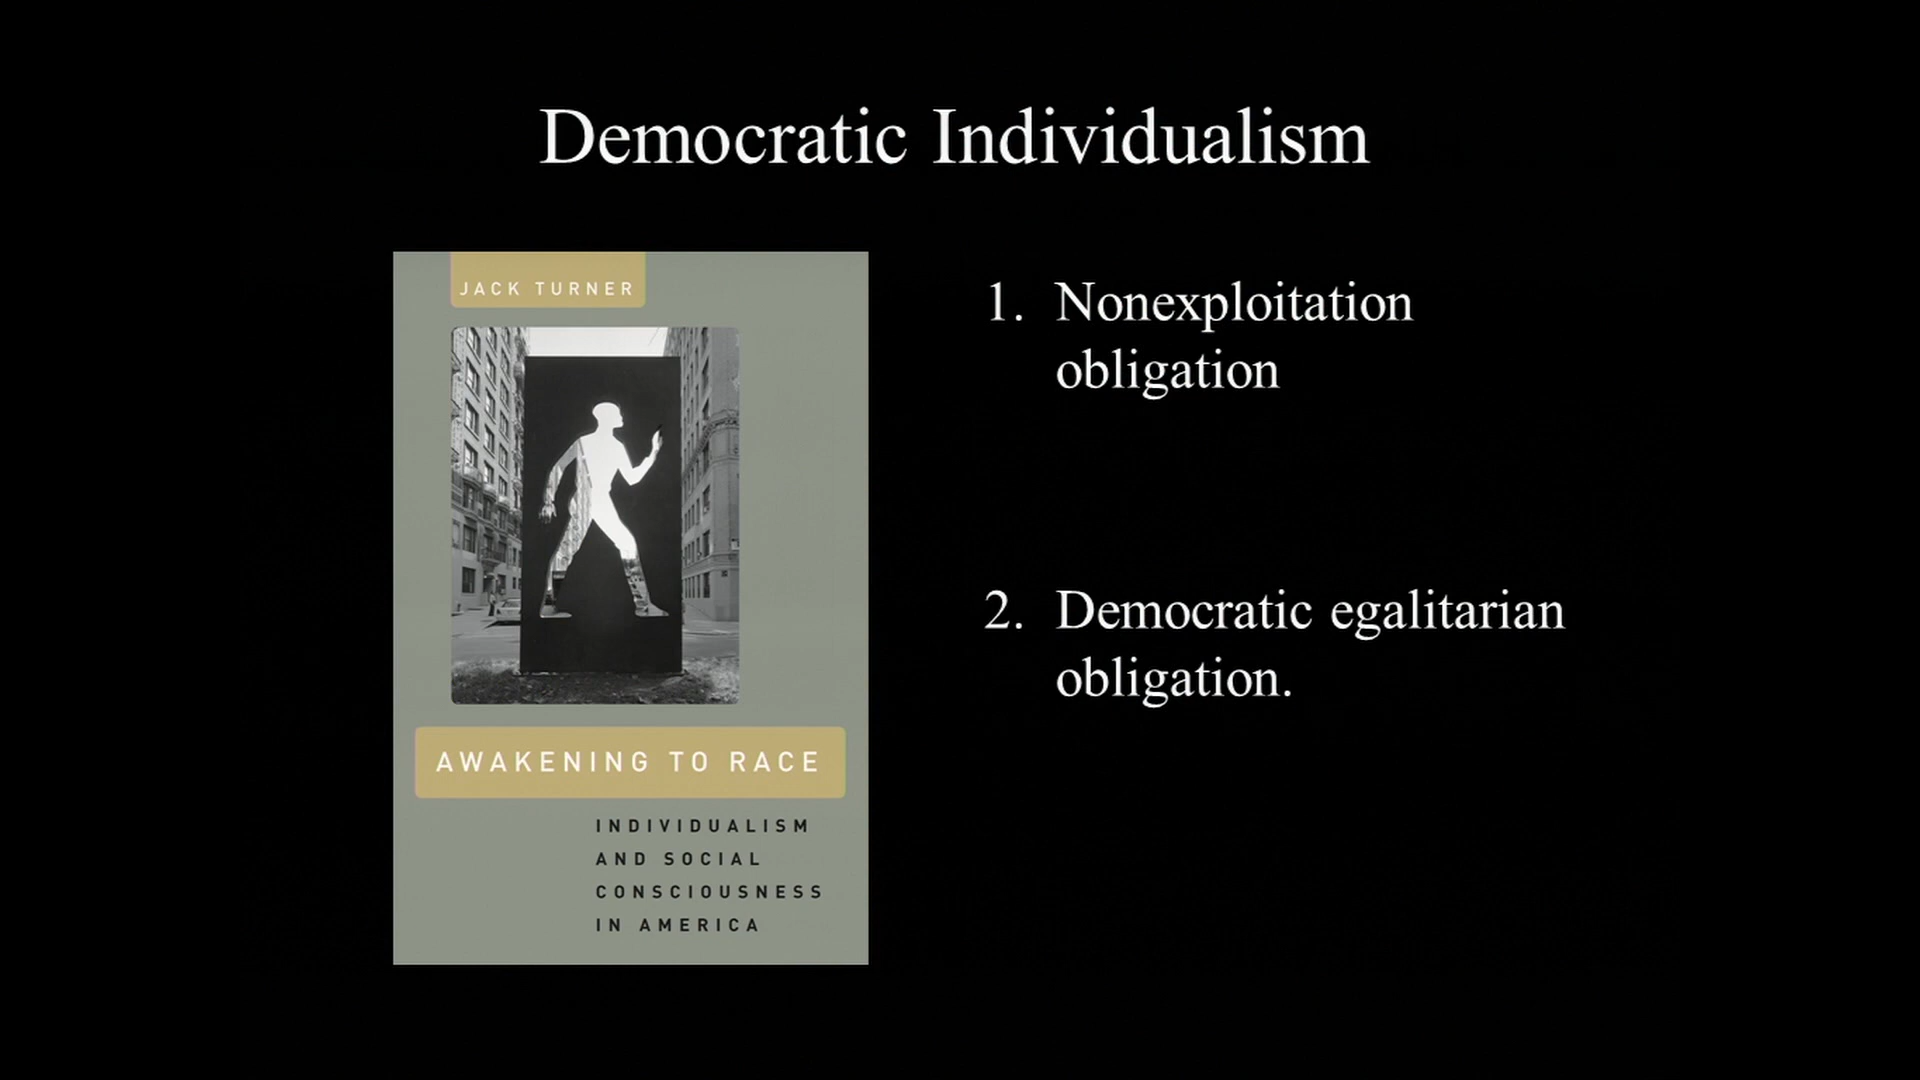 Democratic Individualism
JACK TURNER
AWAKENING TO RACE
INDIVIDUALISM
AND SOCIAL
CONSCIOUSNESS
IN AMERICA
1. Nonexploitation
obligation
2. Democratic egalitarian
obligation.